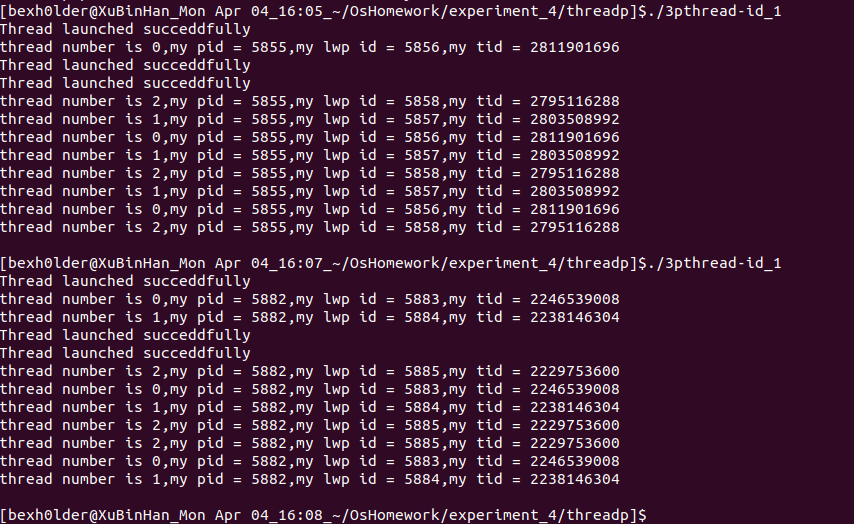 [bexh0lder@XuBinHan_Mon Apr 04_16:05_~/OsHomework/experiment_4/threadp]$./3pthread-id_1
Thread launched succeddfully
thread number is 0,my pid = 5855,my lwp id = 5856,my tid = 2811901696
Thread launched succeddfully
Thread launched succeddfully
thread number is 2,my pid = 5855,my lwp id = 5858,my tid = 2795116288
thread number is 1,my pid = 5855,my lwp id = 5857,my tid = 2803508992
thread number is 0,my pid = 5855,my lwp id = 5856,my tid = 2811901696
thread number is 1,my pid = 5855,my lwp id = 5857,my tid = 2803508992
thread number is 2,my pid = 5855,my lwp id = 5858,my tid = 2795116288
thread number is 1,my pid = 5855,my lwp id = 5857,my tid = 2803508992
thread number is 0,my pid = 5855,my lwp id = 5856,my tid = 2811901696
thread number is 2,my pid = 5855,my lwp id = 5858,my tid = 2795116288
[bexh0lder@XuBinHan_Mon Apr 04_16:07_~/OsHomework/experiment_4/threadp]$./3pthread-id_1
Thread launched succeddfully
thread number is 0,my pid = 5882,my lwp id = 5883,my tid = 2246539008
thread number is 1,my pid = 5882,my lwp id = 5884,my tid = 2238146304
Thread launched succeddfully
Thread launched succeddfully
thread number is 2,my pid = 5882,my lwp id = 5885,my tid = 2229753600
thread number is 0,my pid = 5882,my lwp id = 5883,my tid = 2246539008
thread number is 1,my pid = 5882,my lwp id = 5884,my tid = 2238146304
thread number is 2,my pid = 5882,my lwp id = 5885,my tid = 2229753600
thread number is 2,my pid = 5882,my lwp id = 5885,my tid = 2229753600
thread number is 0,my pid = 5882,my lwp id = 5883,my tid = 2246539008
thread number is 1,my pid = 5882,my lwp id = 5884,my tid = 2238146304
[bexh0lder@XuBinHan_Mon Apr 04_16:08_~/OsHomework/experiment_4/threadp]$